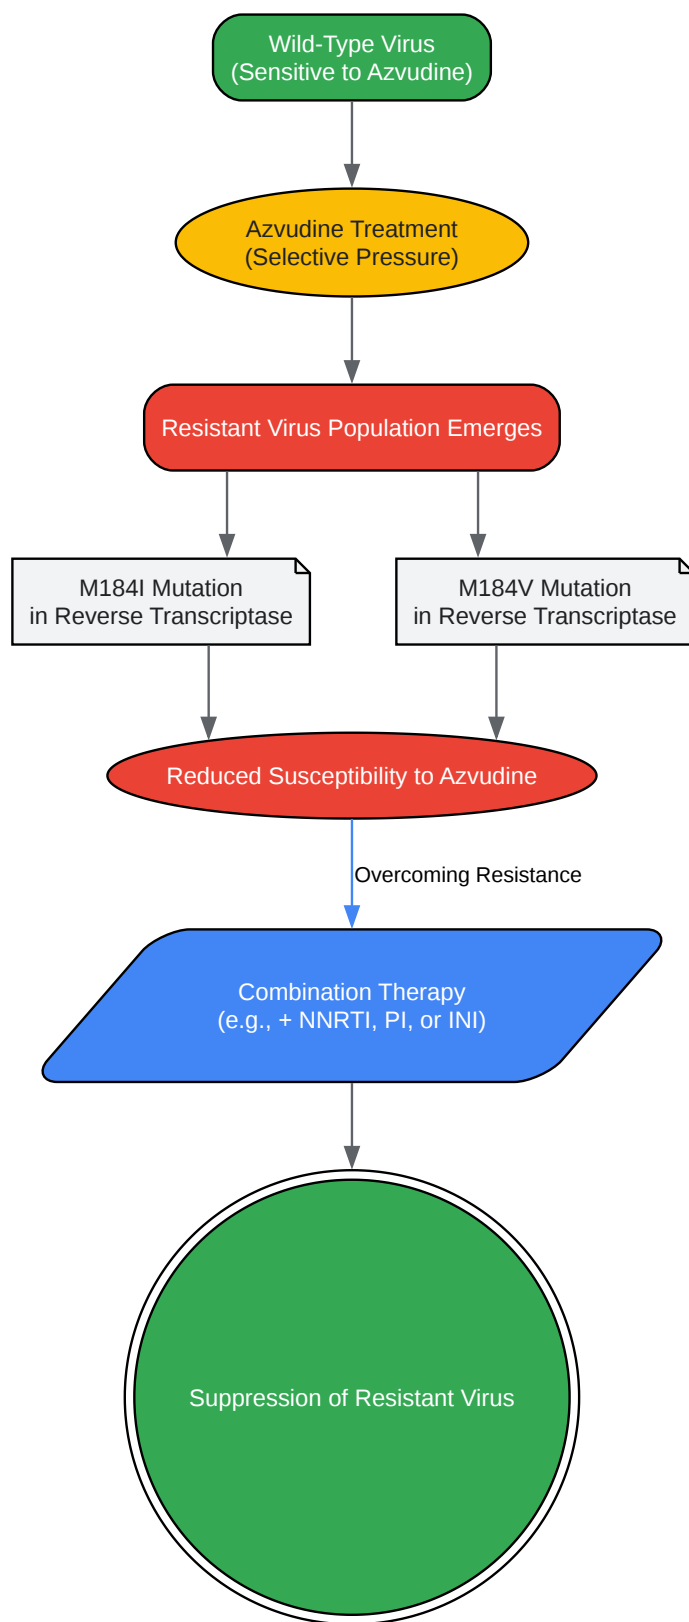 Wild-Type Virus
(Sensitive to Azvudine)
Azvudine Treatment
(Selective Pressure)
Resistant Virus Population Emerges
M184I Mutation
in Reverse Transcriptase
M184V Mutation
in Reverse Transcriptase
Reduced Susceptibility to Azvudine
Overcoming Resistance
Combination Therapy
(e.g., + NNRTI, PI, or INI)
Suppression of Resistant Virus